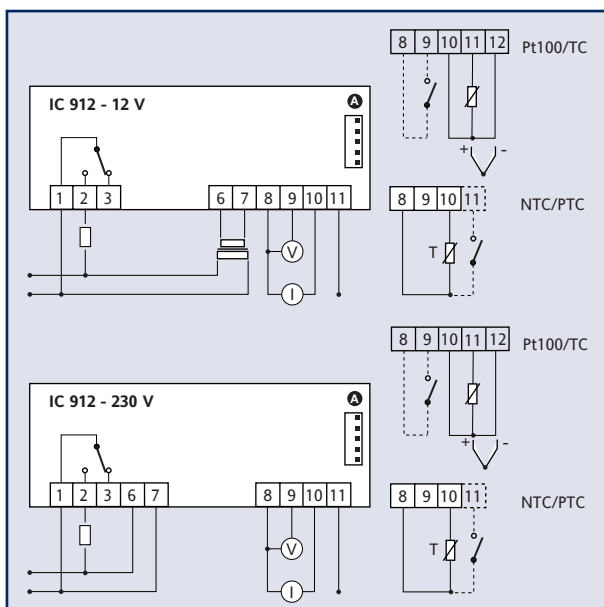 8 9 10 11 12
Pt100/TC
IC 912 - 12 V
A
+ -
1 2 3
6 7 8 9 10 11
8 9 10 11
NTC/PTC
V
T
I
8 9 10 11 12
Pt100/TC
IC 912 - 230 V
A
+ -
1 2 3 6 7
8 9 10 11
8 9 10 11
NTC/PTC
V
T
I